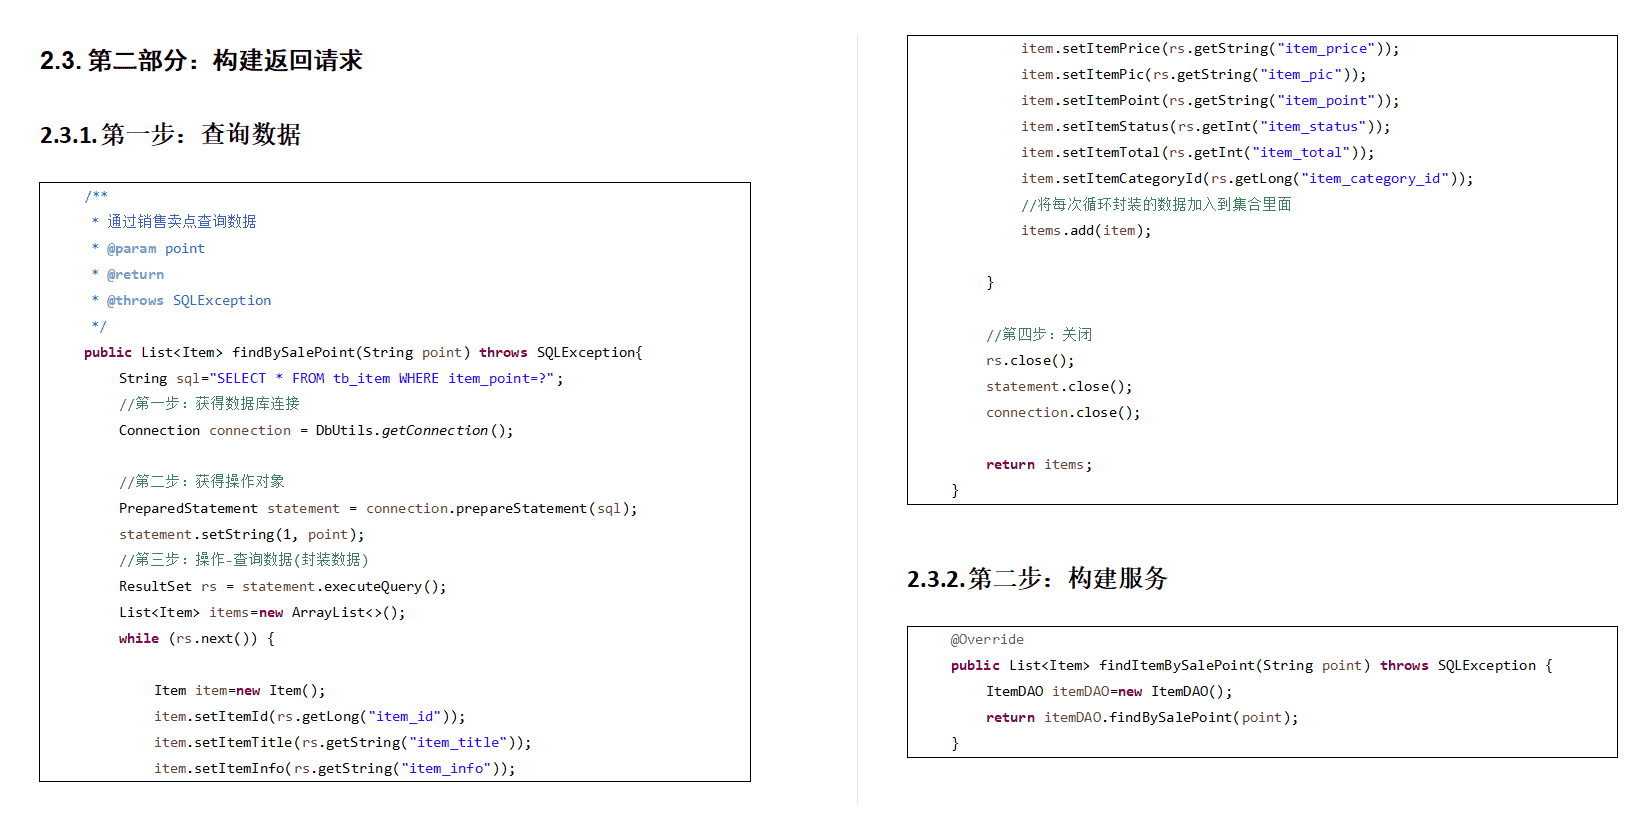 2.3. 第二部分：构建返回请求
2.3.1.第一步：查询数据
/**
 * 通过销售卖点查询数据
 * @param point
 * @return
 * @throws SQLException
 */
public List<Item> findBySalePoint(String point) throws SQLException{
String sql="SELECT * FROM tb_item WHERE item_point=?";
//第一步：获得数据库连接
Connection connection = DbUtils.getConnection();
//第二步：获得操作对象
PreparedStatement statement = connection.prepareStatement(sql);
statement.setString(1, point);
//第三步：操作-查询数据(封装数据)
ResultSet rs = statement.executeQuery();
List<Item> items=new ArrayList<>();
while (rs.next()) {
Item item=new Item();
item.setItemId(rs.getLong("item_id"));
item.setItemTitle(rs.getString("item_title"));
item.setItemInfo(rs.getString("item_info"));
item.setItemPrice(rs.getString("item_price"));
item.setItemPic(rs.getString("item_pic"));
item.setItemPoint(rs.getString("item_point"));
item.setItemStatus(rs.getInt("item_status"));
item.setItemTotal(rs.getInt("item_total"));
item.setItemCategoryId(rs.getLong("item_category_id"));
//将每次循环封装的数据加入到集合里面
items.add(item);
}
//第四步：关闭
rs.close();
statement.close();
connection.close();
return items;
}
2.3.2.第二步：构建服务
@Override
public List<Item> findItemBySalePoint(String point) throws SQLException {
ItemDAO itemDAO=new ItemDAO();
return itemDAO.findBySalePoint(point);
}